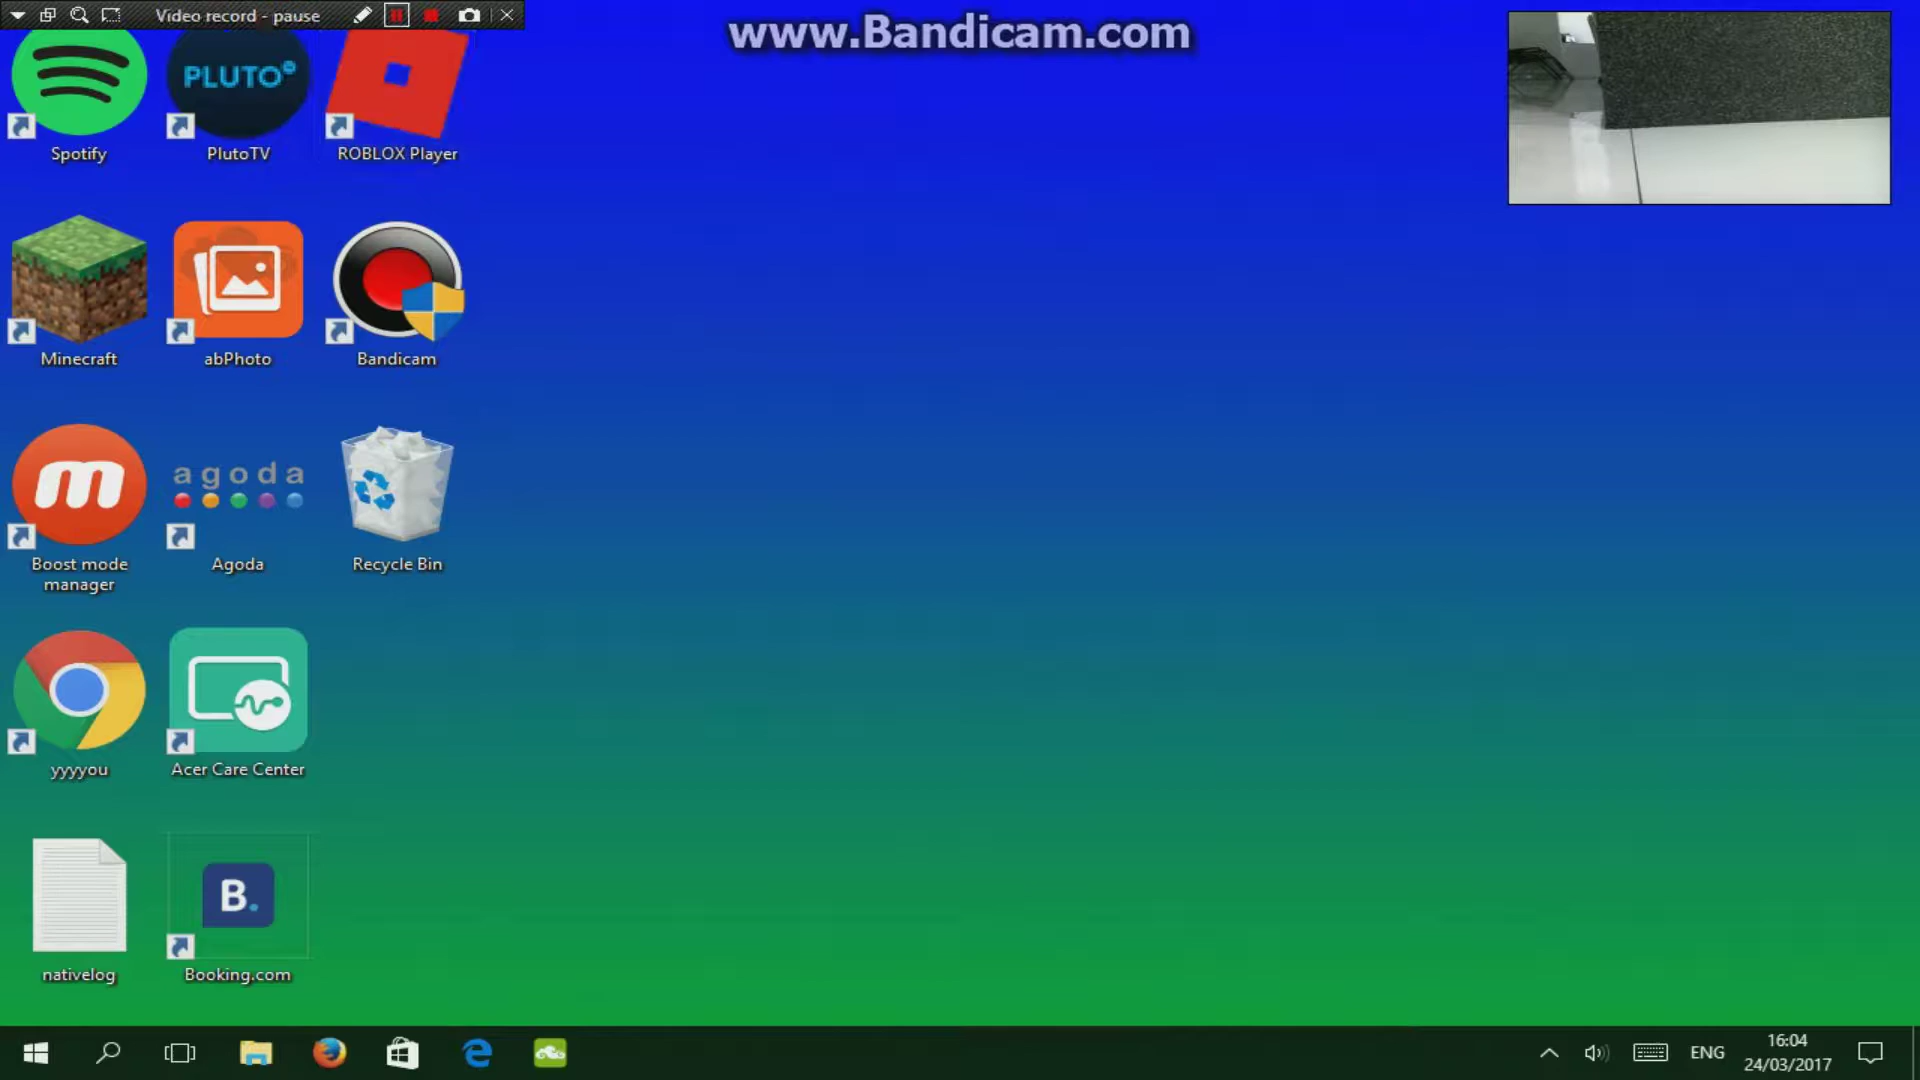 Video record - pause
www.Bandicam.com
PLUTO
Spotify
PlutoTV
ROBLOX Player
Minecraft
abPhoto
Bandicam
m
agoda
Boost mode
manager
Agoda
Recycle Bin
yyyyou
Acer Care Center
B.
nativelog
Booking.com
ENG
16:04
24/03/2017